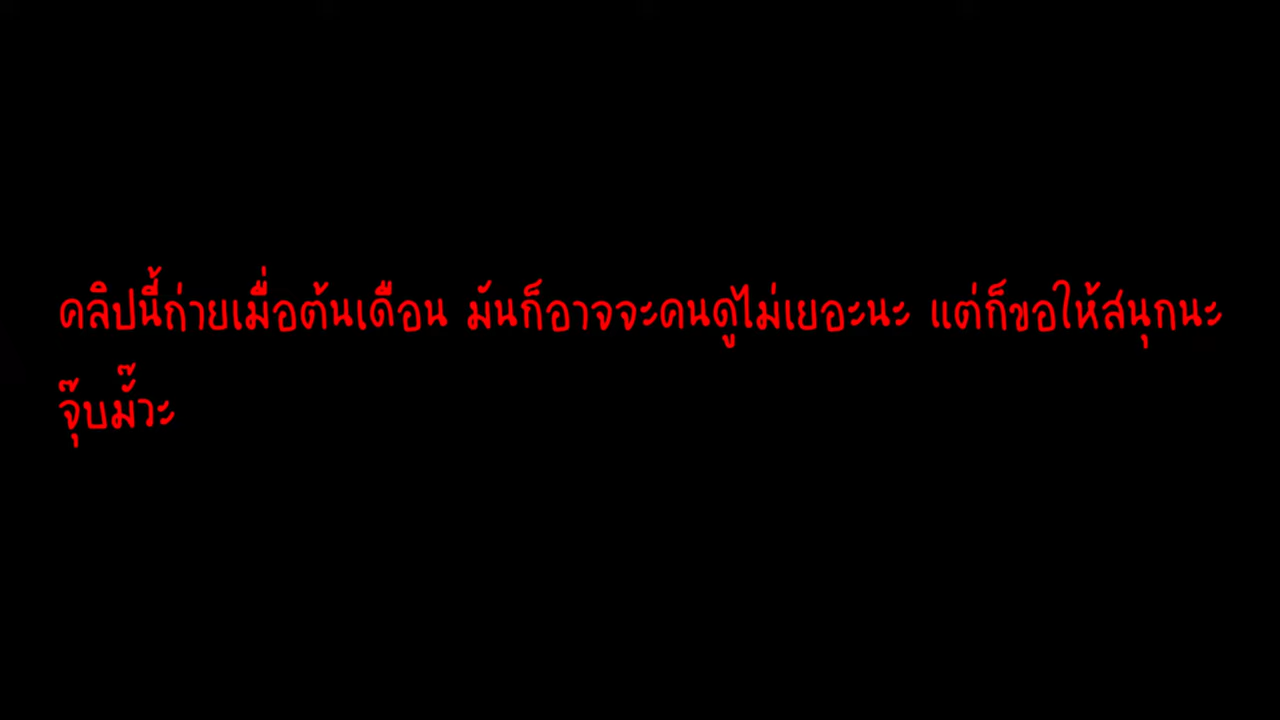 คลิปนี้ถ่ายเมื่อต้นเดือน มันก็อาจจะคนดูไม่เยอะนะ แต่ก็ขอให้สนุกนะ
จุ๊บมั๊วะ